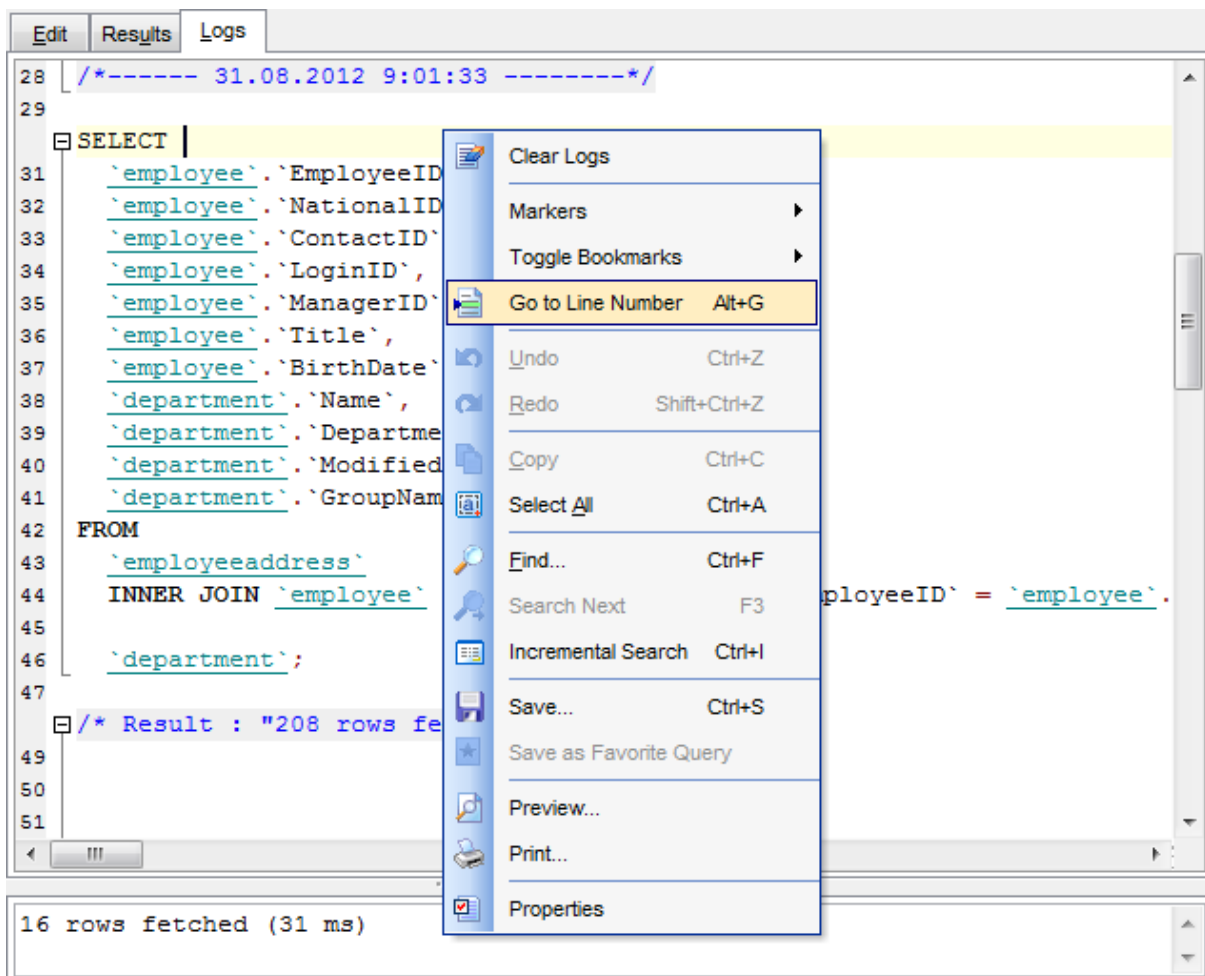 Edit Results Logs
28 /*------ 31.08.2012 9:01:33 --------*/
29
SELECT
31 `employee`.`EmployeeID
32 `employee`.`NationalID
33 `employee`.`ContactID`
34 `employee`.`LoginID`,
35 `employee`.`ManagerID`
36 `employee`.`Title`,
37 `employee`.`BirthDate`
38 `department`.`Name`,
39 `department`.`Departme
40 `department`.`Modified
41 `department`.`GroupNam
42 FROM
43 `employeeaddress`
44 INNER JOIN `employee` ployeeID` = `employee`.
45
46 `department`;
47
/* Result : "208 rows fe
49
50
51
Clear Logs
Markers
Toggle Bookmarks
Go to Line Number Alt+G
Undo Ctrl+Z
Redo Shift+Ctrl+Z
Copy Ctrl+C
Select All Ctrl+A
Find... Ctrl+F
Search Next F3
Incremental Search Ctrl+I
Save... Ctrl+S
Save as Favorite Query
Preview...
Print...
Properties
16 rows fetched (31 ms)